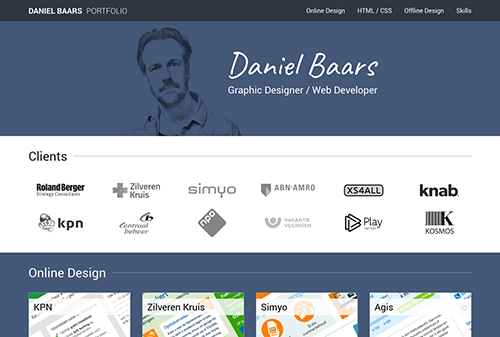 DANIEL BAARS PORTFOLIO
Online Design HTML / CSS Offline Design Skills
Daniel Baars
Graphic Designer / Web Developer
Clients
Roland Berger
Strategy Consultants
Zilveren
Kruis
simyo
ABN·AMRO
XS4ALL
knab.
kpn
Centraal
beheer
npo
VAKANTIE
VEILINGEN
Play
KOSMOS
Online Design
KPN
Zilveren Kruis
Simyo
Agis